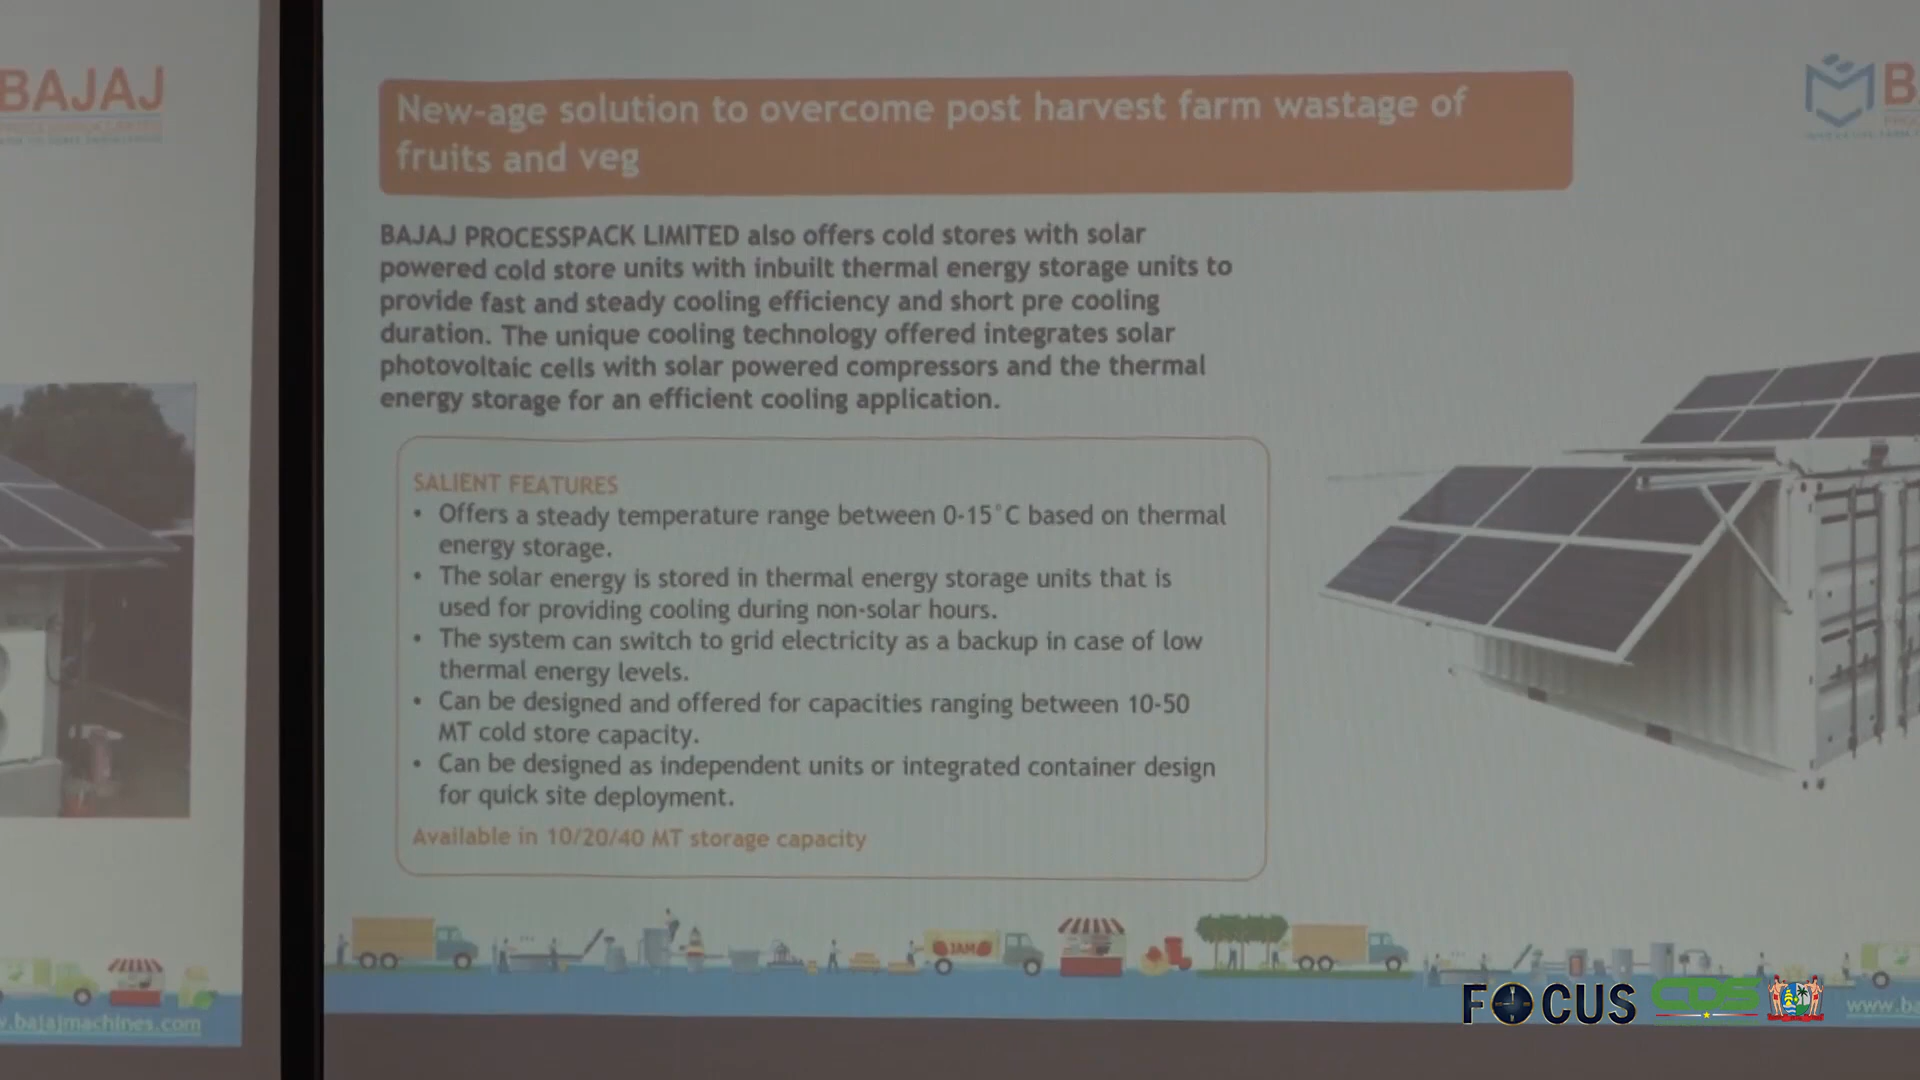 BAJAJ
New-age solution to overcome post harvest farm wastage of
fruits and veg
BAJAJ PROCESSPACK LIMITED also offers cold stores with solar
powered cold store units with inbuilt thermal energy storage units to
provide fast and steady cooling efficiency and short pre cooling
duration. The unique cooling technology offered integrates solar
photovoltaic cells with solar powered compressors and the thermal
energy storage for an efficient cooling application.
SALIENT FEATURES
• Offers a steady temperature range between 0-15°C based on thermal
energy storage.
• The solar energy is stored in thermal energy storage units that is
used for providing cooling during non-solar hours.
• The system can switch to grid electricity as a backup in case of low
thermal energy levels.
• Can be designed and offered for capacities ranging between 10-50
MT cold store capacity.
• Can be designed as independent units or integrated container design
for quick site deployment.
Available in 10/20/40 MT storage capacity
JAM
FOCUS CDS
.bajajmachines.com
www.ba